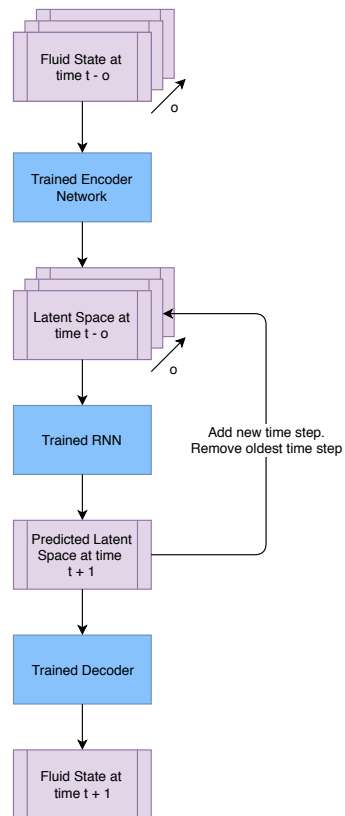 Fluid State at
time t - o
o
Trained Encoder
Network
Latent Space at
time t - o
o
Trained RNN
Add new time step.
Remove oldest time step
Predicted Latent
Space at time
t + 1
Trained Decoder
Fluid State at
time t + 1